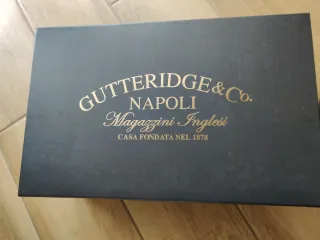 GUTTERIDGE & Co.
NAPOLI
Magazzini Inglesi
CASA FONDATA NEL 1878